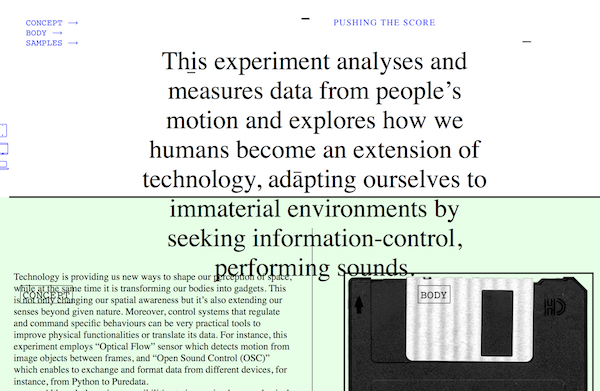 CONCEPT →
BODY →
SAMPLES →
PUSHING THE SCORE
This experiment analyses and
measures data from people's
motion and explores how we
humans become an extension of
technology, adapting ourselves to
immaterial environments by
seeking information-control,
performing sounds.
Technology is providing us new ways to shape our perception of space,
while at the same time it is transforming our bodies into gadgets. This
is not only changing our spatial awareness but it's also extending our
senses beyond given nature. Moreover, control systems that regulate
and command specific behaviours can be very practical tools to
improve physical functionalities or translate its data. For instance, this
experiment employs “Optical Flow” sensor which detects motion from
image objects between frames, and “Open Sound Control (OSC)”
which enables to exchange and format data from different devices, for
instance, from Python to Puredata.
CONCEPT
BODY
HD